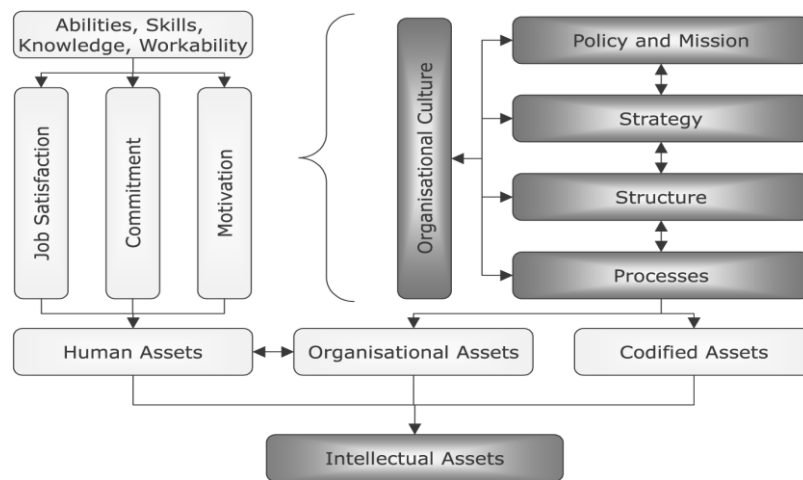 Abilities, Skills,
Knowledge, Workability
Job Satisfaction
Commitment
Motivation
Organisational Culture
Policy and Mission
Strategy
Structure
Processes
Human Assets
Organisational Assets
Codified Assets
Intellectual Assets